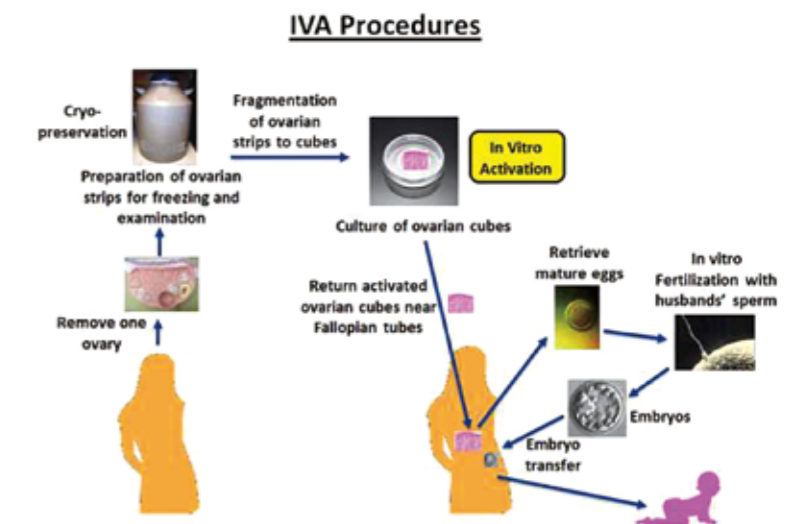 IVA Procedures
Cryo-
preservation
Fragmentation
of ovarian
strips to cubes
In Vitro
Activation
Preparation of ovarian
strips for freezing and
examination
Culture of ovarian cubes
Remove one
ovary
Return activated
ovarian cubes near
Fallopian tubes
Retrieve
mature eggs
In vitro
Fertilization with
husbands' sperm
Embryos
Embryo
transfer